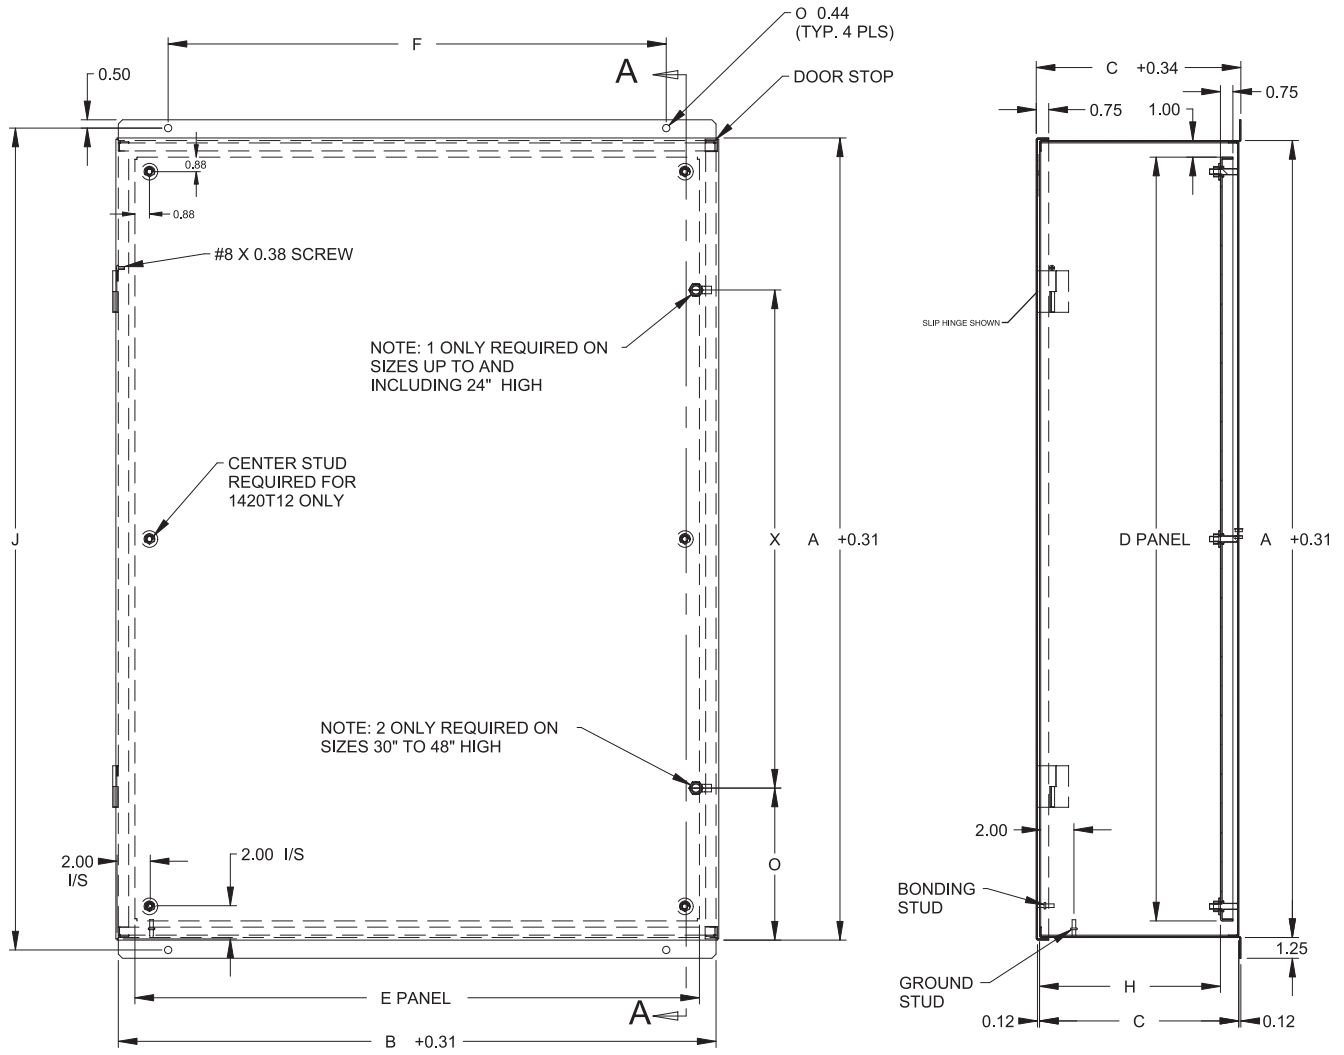 O 0.44
(TYP. 4 PLS)
F
A
C +0.34
0.50
DOOR STOP
0.75
1.00
0.75
0.88
0.88
#8 X 0.38 SCREW
SLIP HINGE SHOWN
NOTE: 1 ONLY REQUIRED ON
SIZES UP TO AND
INCLUDING 24" HIGH
CENTER STUD
REQUIRED FOR
1420T12 ONLY
J
X
A +0.31
D PANEL
A +0.31
NOTE: 2 ONLY REQUIRED ON
SIZES 30" TO 48" HIGH
2.00
I/S
2.00 I/S
O
2.00
BONDING
STUD
1.25
GROUND
STUD
E PANEL
H
A
0.12
C
0.12
B +0.31